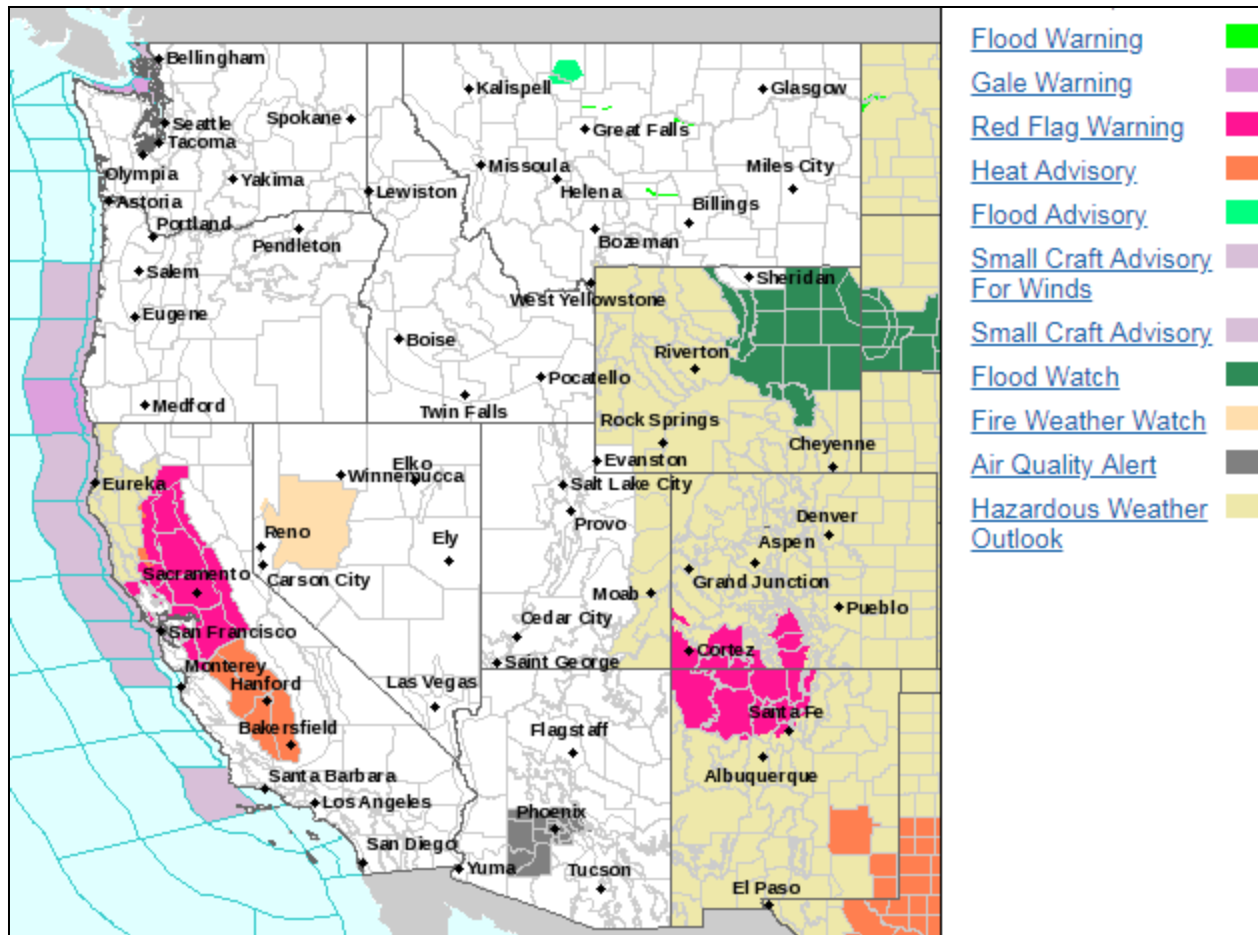 Bellingham
Kalispell
Glasgow
Seattle
Spokane
Great Falls
Tacoma
Olympia
Missoula
Miles City
Yakima
Helena
Lewiston
Astoria
Billings
Portland
Pendleton
Bozeman
Salem
Sheridan
West Yellowstone
Eugene
Boise
Riverton
Pocatello
Medford
Twin Falls
Rock Springs
Cheyenne
Elko
Evanston
Winnemucca
Eureka
Salt Lake City
Provo
Denver
Reno
Ely
Aspen
Sacramento
Carson City
Grand Junction
Moab
Pueblo
Cedar City
San Francisco
Cortez
Saint George
Monterey
Hanford
Las Vegas
Santa Fe
Bakersfield
Flagstaff
Santa Barbara
Albuquerque
Los Angeles
Phoenix
San Diego
Yuma
Tucson
El Paso
Flood Warning
Gale Warning
Red Flag Warning
Heat Advisory
Flood Advisory
Small Craft Advisory
For Winds
Small Craft Advisory
Flood Watch
Fire Weather Watch
Air Quality Alert
Hazardous Weather
Outlook